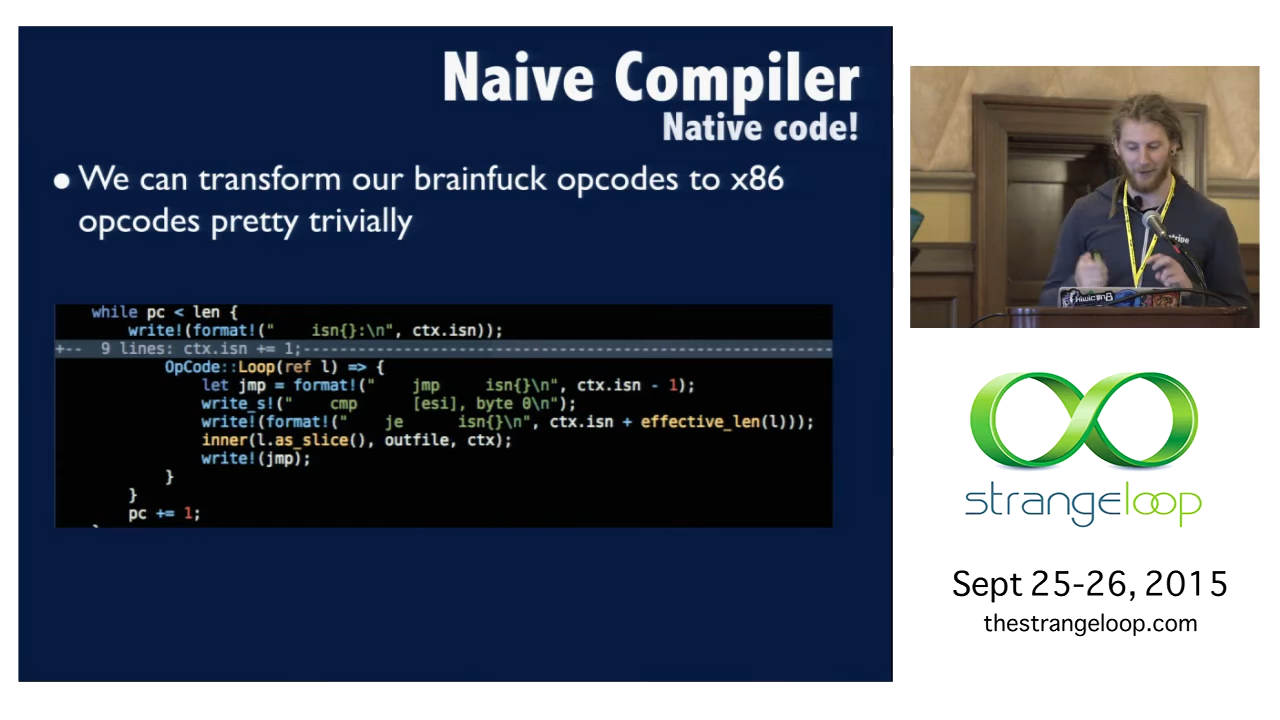 Naive Compiler
Native code!
• We can transform our brainfuck opcodes to x86
opcodes pretty trivially
while pc < len {
write!(format!("    isn{}:\n", ctx.isn));
+--  9 lines: ctx.isn += 1;----------------------------------------------------------
OpCode::Loop(ref l) => {
let jmp = format!("    jmp     isn{}\n", ctx.isn - 1);
write_s!("    cmp     [esi], byte 0\n");
write!(format!("    je      isn{}\n", ctx.isn + effective_len(l)));
inner(l.as_slice(), outfile, ctx);
write!(jmp);
}
}
pc += 1;
strangeloop
Sept 25-26, 2015
thestrangeloop.com